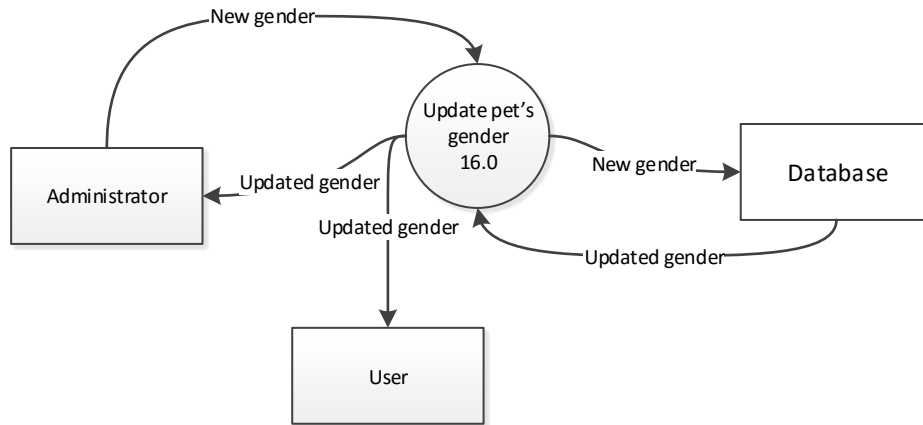 New gender
Update pet’s
gender
16.0
Administrator
Updated gender
New gender
Database
Updated gender
Updated gender
User